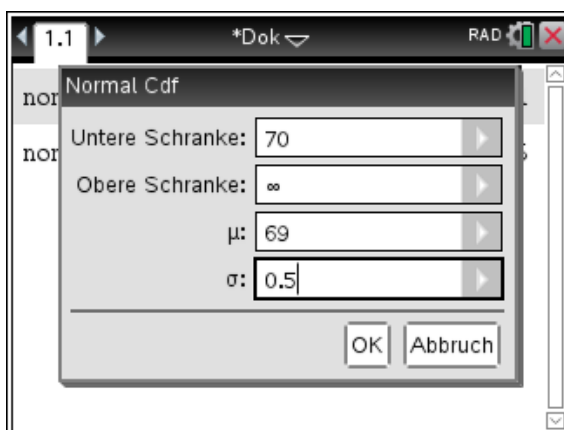 1.1 *Dok RAD
Normal Cdf
nor
Untere Schranke: 70
nor
Obere Schranke: ∞
μ: 69
σ: 0.5
OK Abbruch